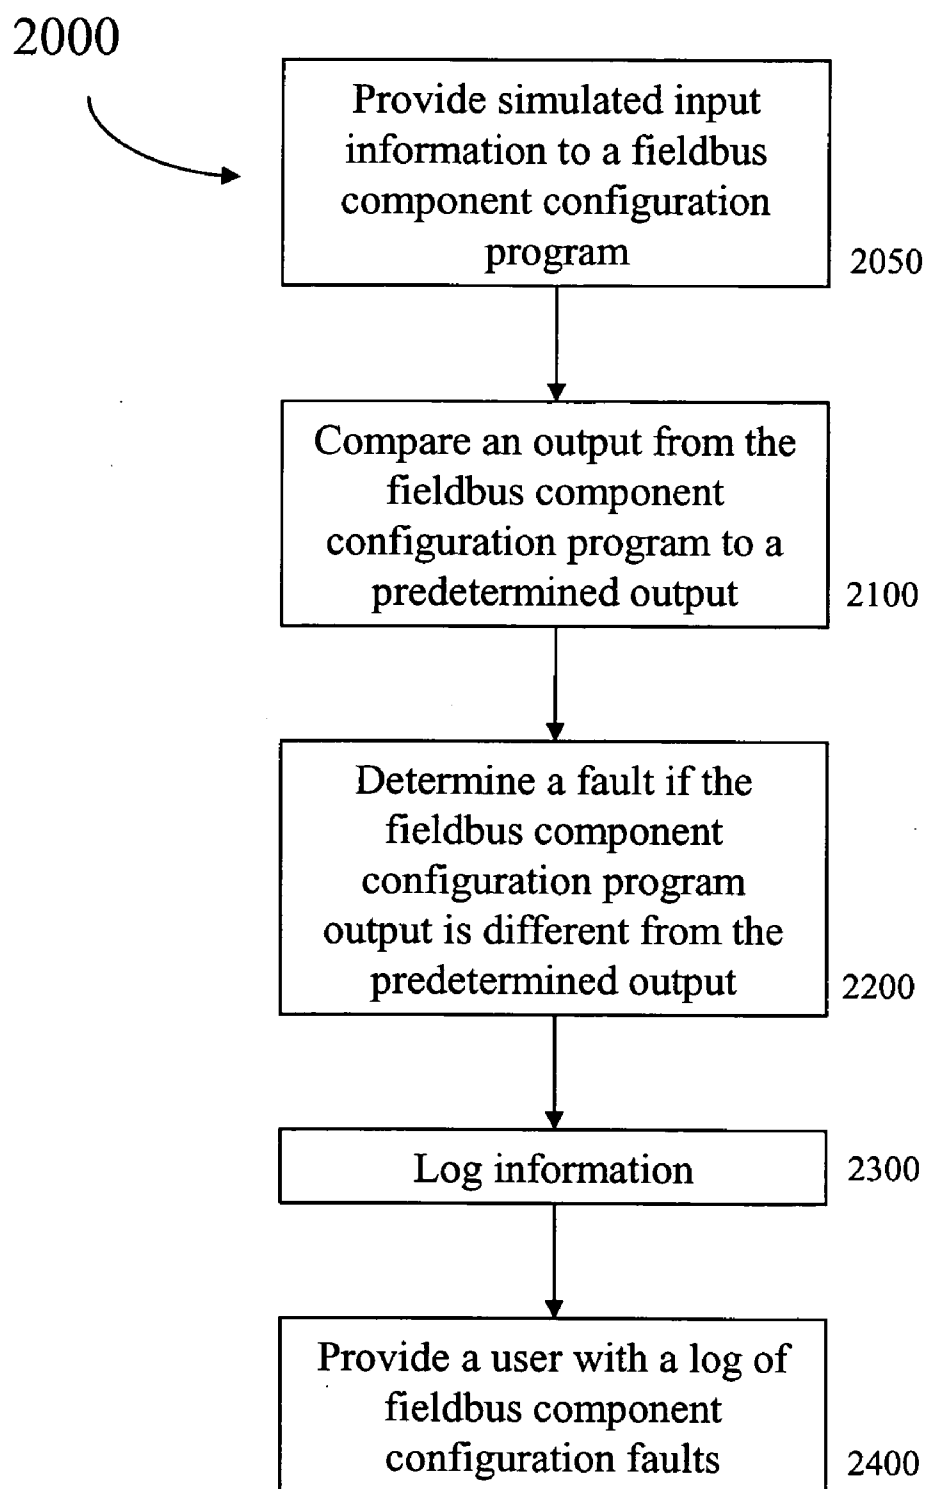 2000
Provide simulated input
information to a fieldbus
component configuration
program
2050
Compare an output from the
fieldbus component
configuration program to a
predetermined output
2100
Determine a fault if the
fieldbus component
configuration program
output is different from the
predetermined output
2200
Log information
2300
Provide a user with a log of
fieldbus component
configuration faults
2400